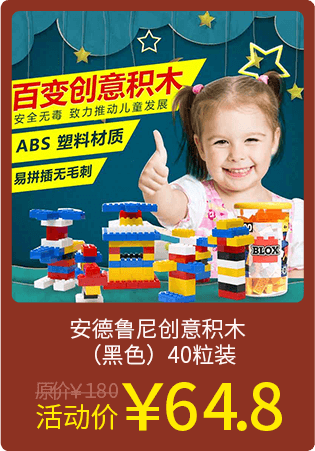 百变创意积木
安全无毒 致力推动儿童发展
ABS 塑料材质
易拼插无毛刺
BLOX
安德鲁尼创意积木
（黑色）40粒装
原价￥180
活动价￥64.8